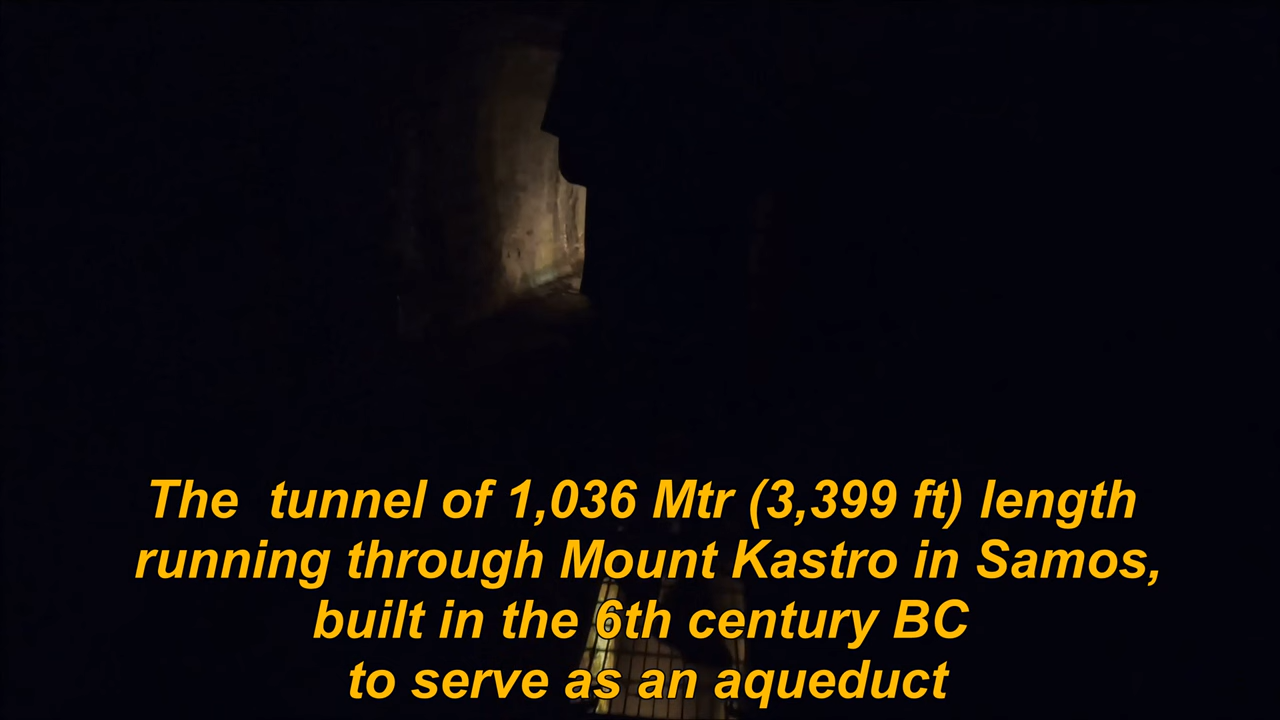 The  tunnel of 1,036 Mtr (3,399 ft) length
running through Mount Kastro in Samos,
built in the 6th century BC
to serve as an aqueduct